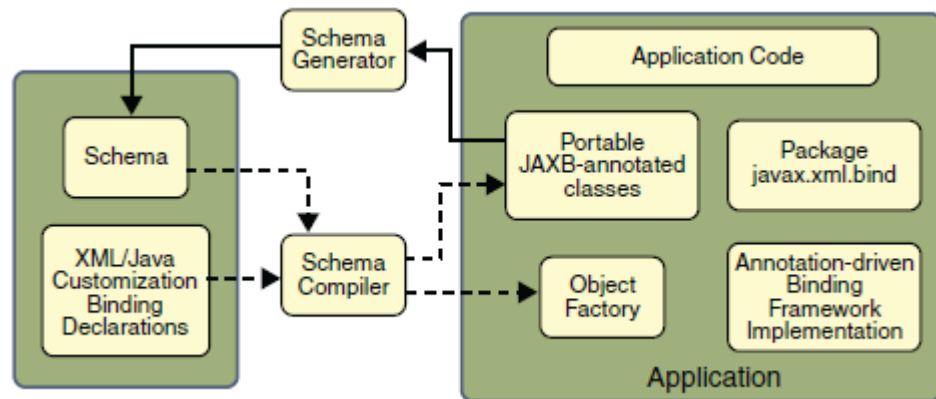 Schema
Generator
Application Code
Schema
Portable
JAXB-annotated
classes
Package
javax.xml.bind
XML/Java
Customization
Binding
Declarations
Schema
Compiler
Object
Factory
Annotation-driven
Binding
Framework
Implementation
Application